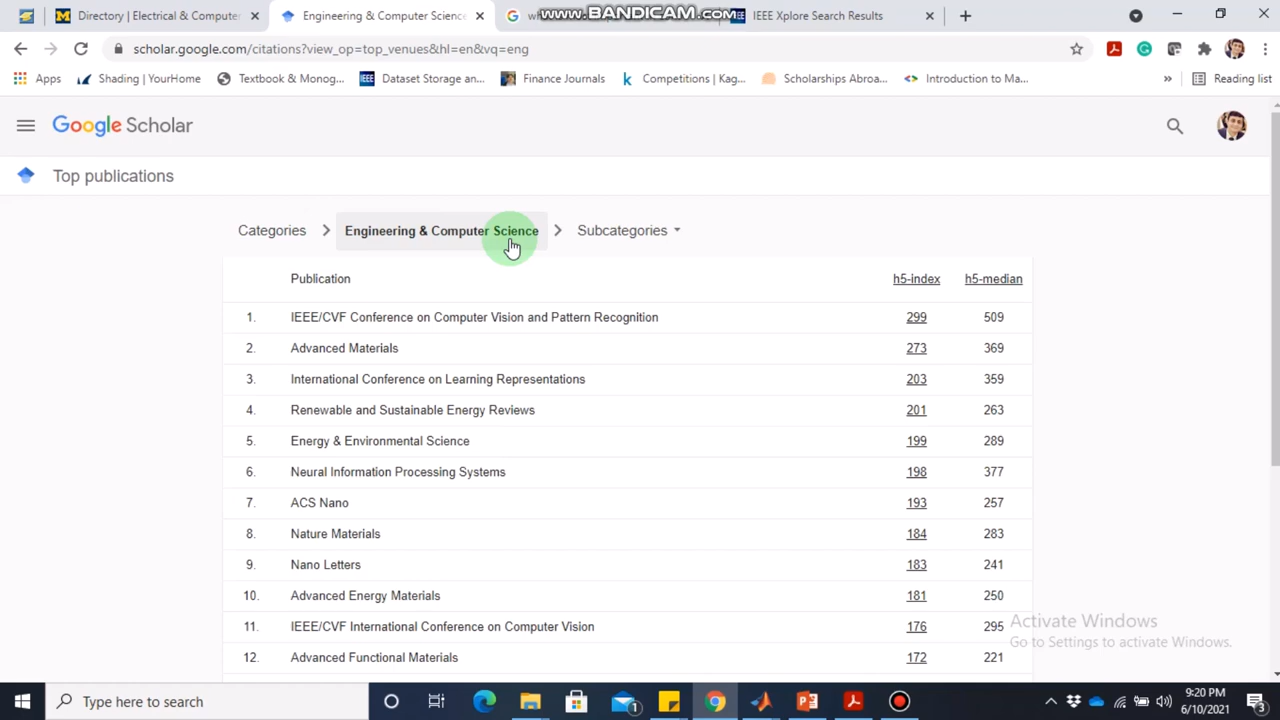 Directory | Electrical & Computer
Engineering & Computer Science
wh
www.BANDICAM.com
IEEE Xplore Search Results
scholar.google.com/citations?view_op=top_venues&hl=en&vq=eng
Apps
Shading | YourHome
Textbook & Monog...
IEEE
Dataset Storage an...
Finance Journals
k
Competitions | Kag...
Scholarships Abroa...
Introduction to Ma...
»
Reading list
Google Scholar
Top publications
Categories
Engineering & Computer Science
Subcategories
Publication h5-index h5-median
1. IEEE/CVF Conference on Computer Vision and Pattern Recognition 299 509
2. Advanced Materials 273 369
3. International Conference on Learning Representations 203 359
4. Renewable and Sustainable Energy Reviews 201 263
5. Energy & Environmental Science 199 289
6. Neural Information Processing Systems 198 377
7. ACS Nano 193 257
8. Nature Materials 184 283
9. Nano Letters 183 241
10. Advanced Energy Materials 181 250
11. IEEE/CVF International Conference on Computer Vision 176 295
12. Advanced Functional Materials 172 221
Activate Windows
Go to Settings to activate Windows.
Type here to search
1
9:20 PM
6/10/2021
3